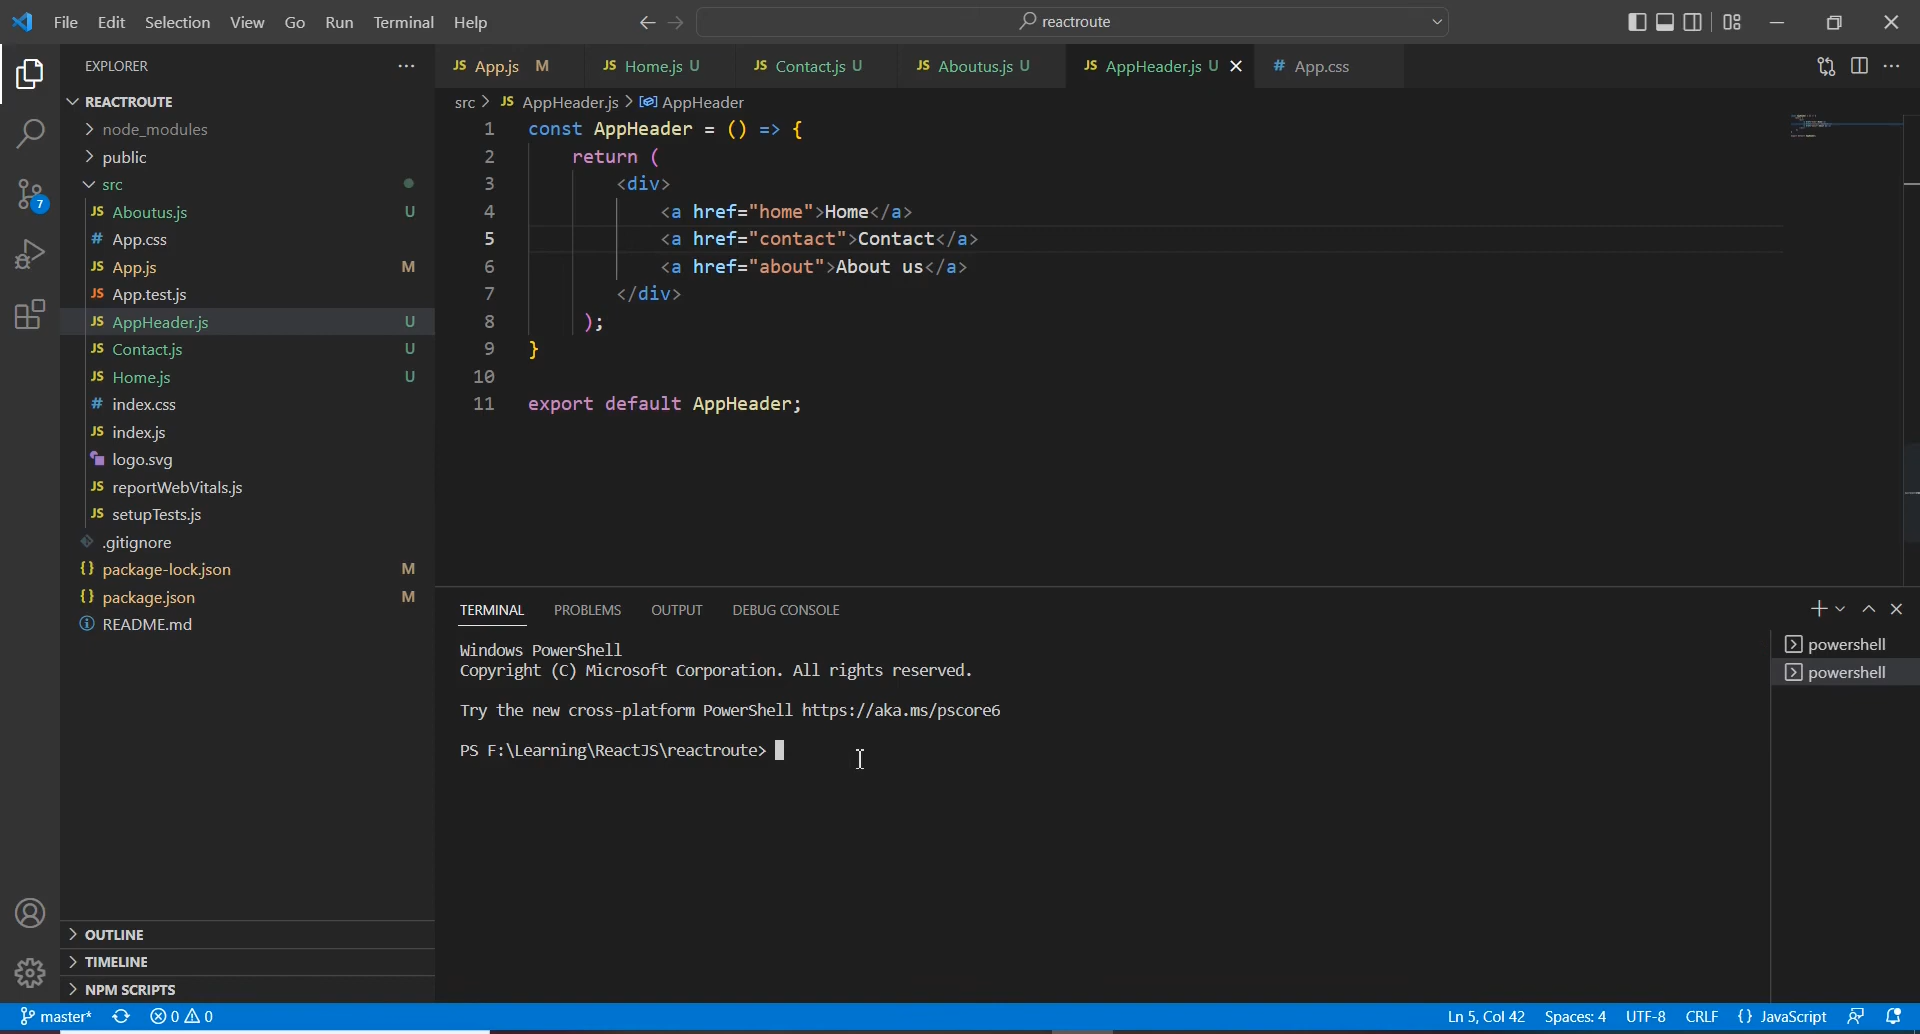 File Edit Selection View Go Run Terminal Help
reactroute
EXPLORER
REACTROUTE
node_modules
public
src
JS Aboutus.js U
# App.css
JS App.js M
JS App.test.js
JS AppHeader.js U
JS Contact.js U
JS Home.js U
# index.css
JS index.js
logo.svg
JS reportWebVitals.js
JS setupTests.js
.gitignore
{} package-lock.json M
{} package.json M
README.md
OUTLINE
TIMELINE
NPM SCRIPTS
7
JS App.js M JS Home.js U JS Contact.js U JS Aboutus.js U JS AppHeader.js U # App.css
src > JS AppHeader.js > AppHeader
1 const AppHeader = () => {
2 return (
3 <div>
4 <a href="home">Home</a>
5 <a href="contact">Contact</a>
6 <a href="about">About us</a>
7 </div>
8 );
9 }
10
11 export default AppHeader;
TERMINAL PROBLEMS OUTPUT DEBUG CONSOLE
Windows PowerShell
Copyright (C) Microsoft Corporation. All rights reserved.
Try the new cross-platform PowerShell https://aka.ms/pscore6
PS F:\Learning\ReactJS\reactroute>
powershell
powershell
master* 0 0 Ln 5, Col 42 Spaces: 4 UTF-8 CRLF {} JavaScript